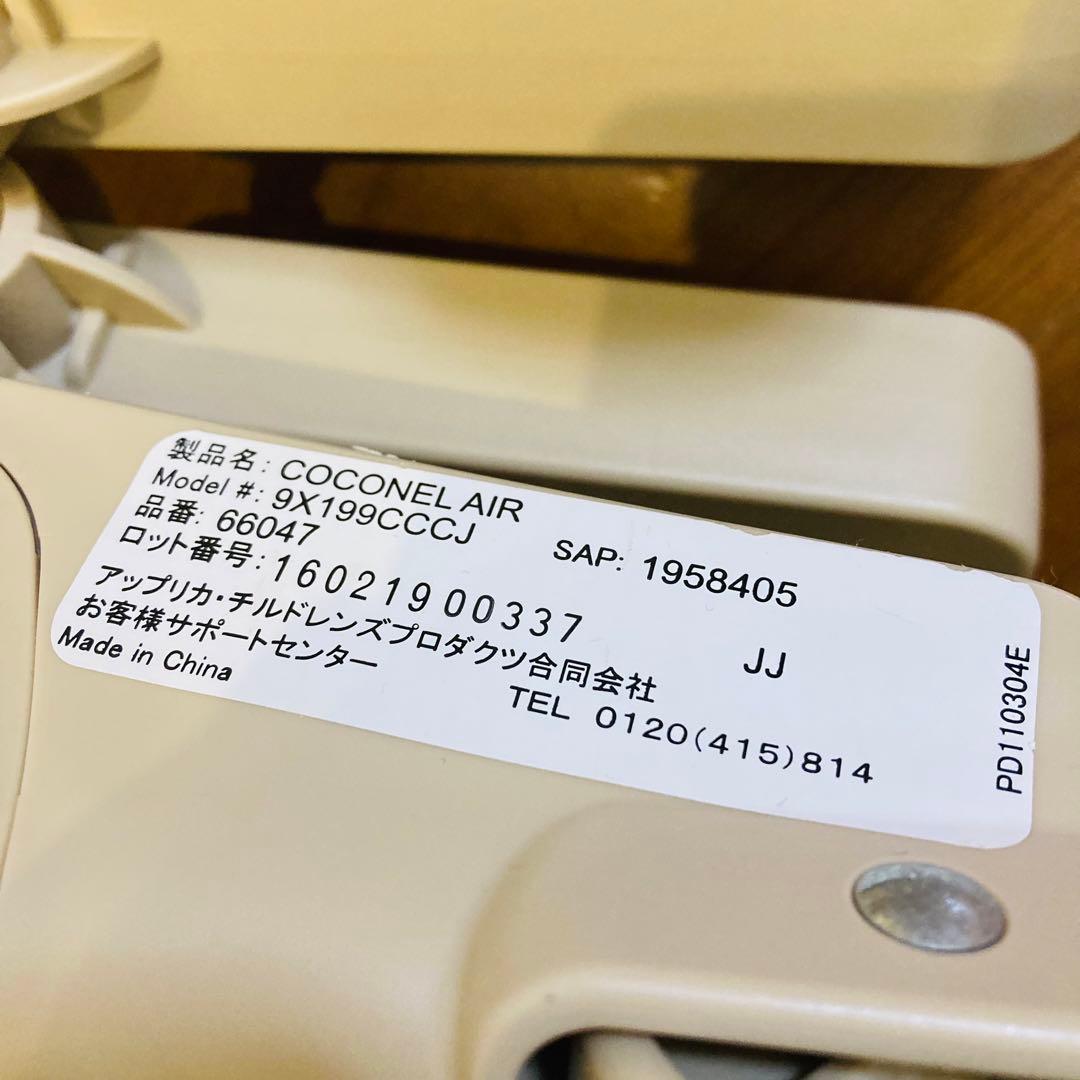 製品名: COCONEL AIR
Model #: 9X199CCCJ
品番: 66047
SAP: 1958405
ロット番号: 160219 00337
JJ
アップリカ・チルドレンズプロダクツ合同会社
お客様サポートセンター
TEL 0120(415)814
Made in China
PD110304E